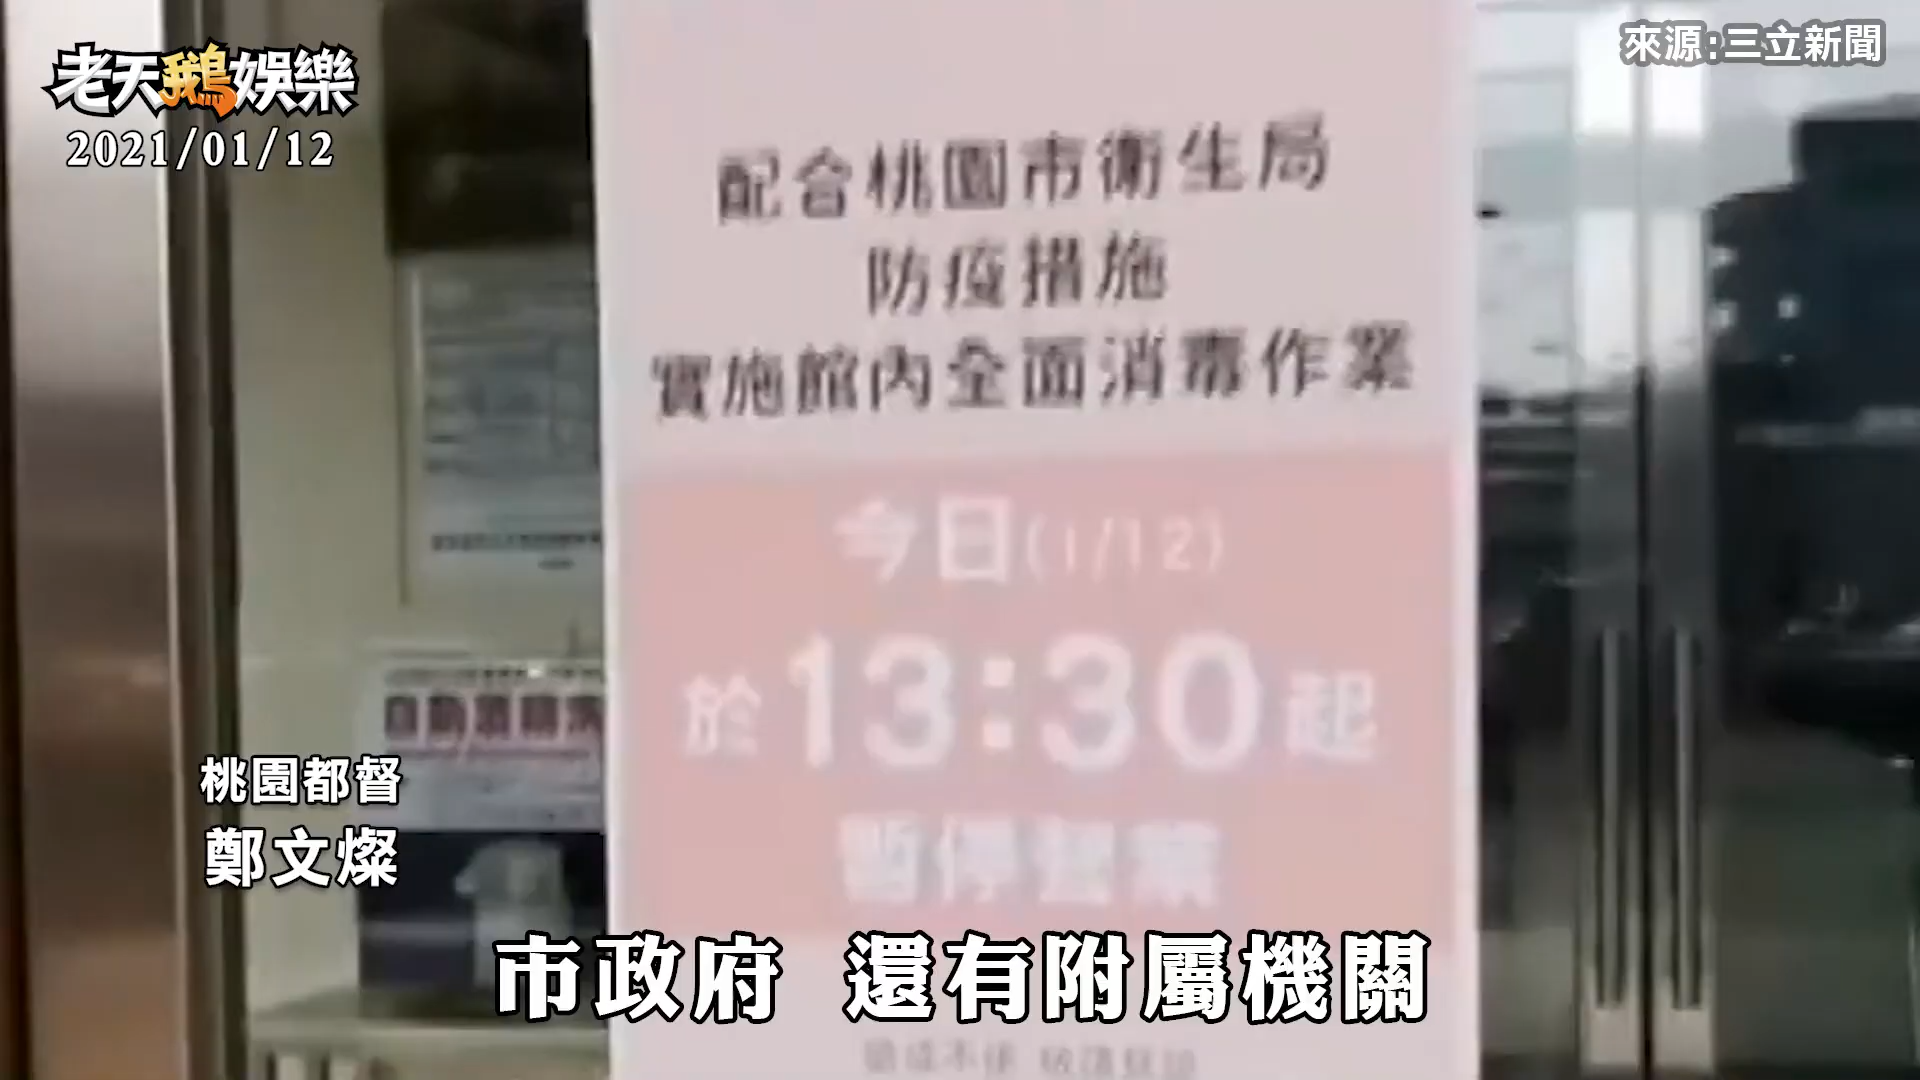 老天鵝娛樂
2021/01/12
來源:三立新聞
配合桃園市衛生局
防疫措施
實施館內全面消毒作業
今日(1/12)
於13:30起
暫停營業
桃園都督
鄭文燦
市政府 還有附屬機關